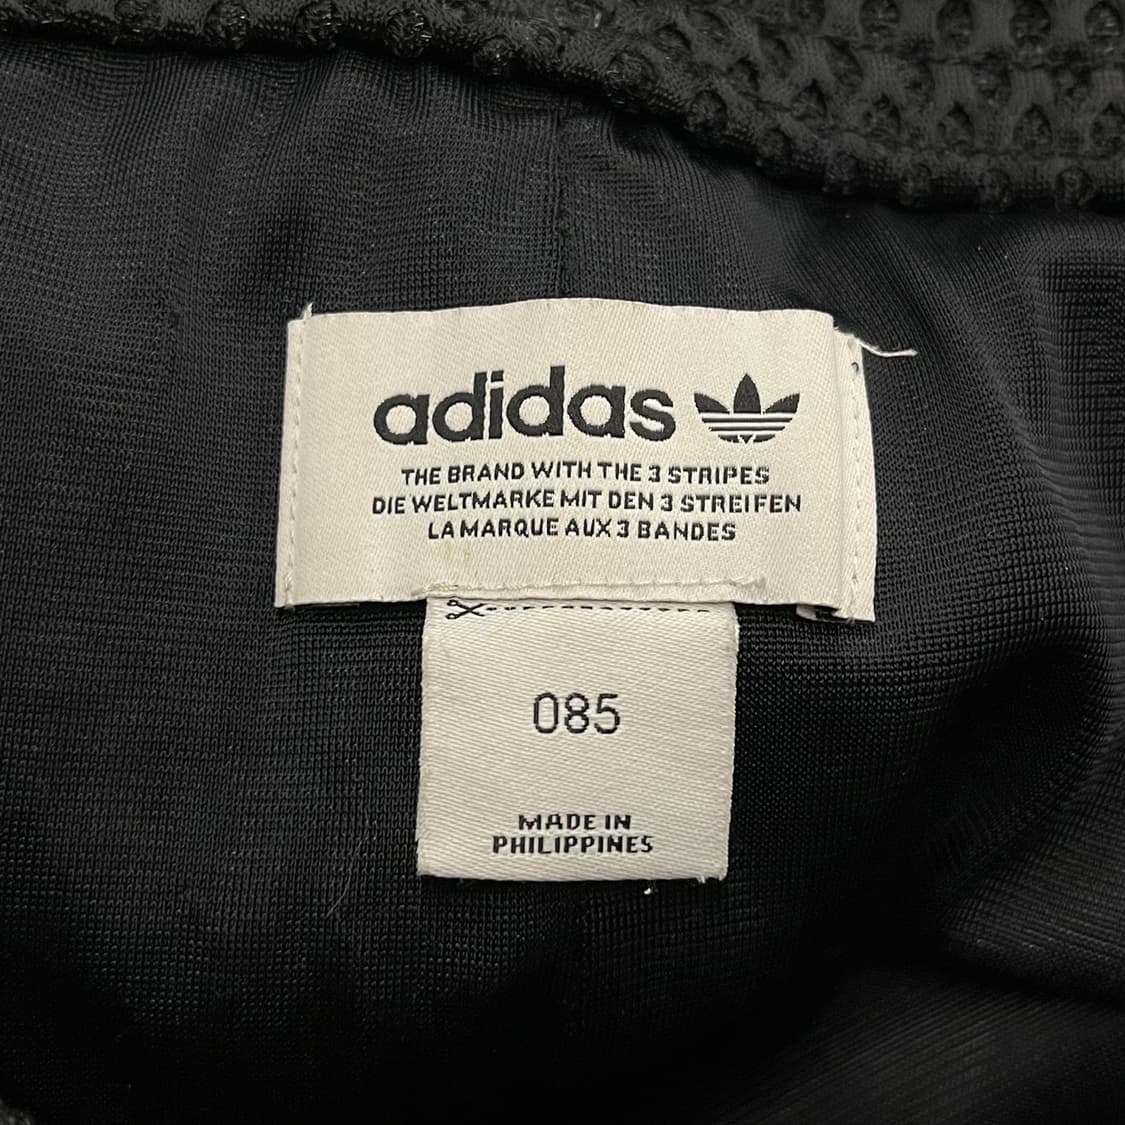 adidas
THE BRAND WITH THE 3 STRIPES
DIE WELTMARKE MIT DEN 3 STREIFEN
LA MARQUE AUX 3 BANDES
085
MADE IN
PHILIPPINES